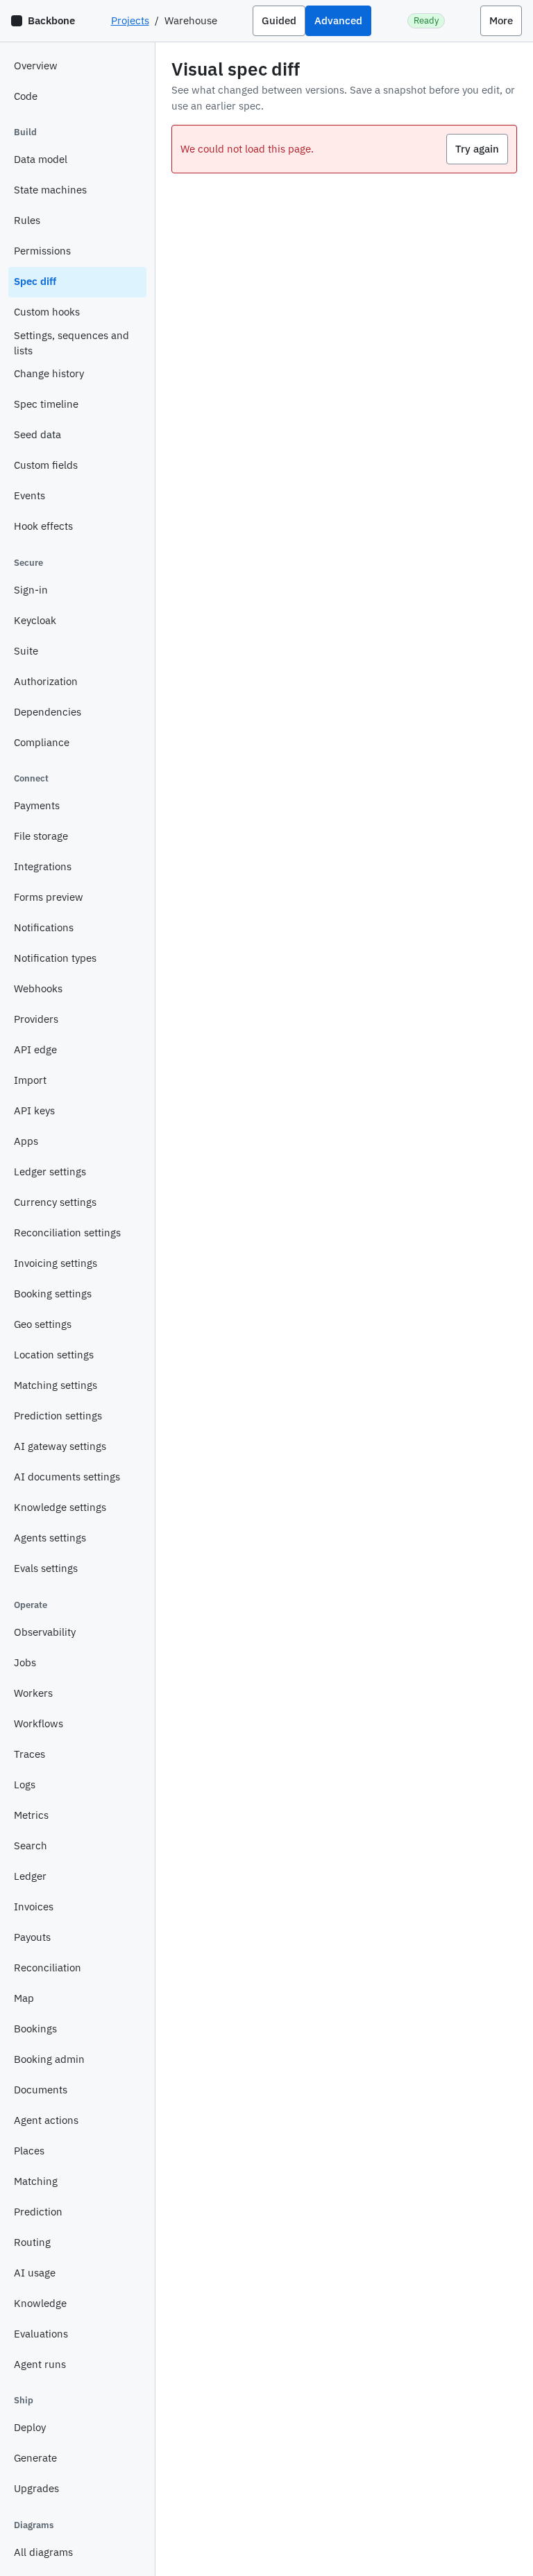 Backbone
Projects / Warehouse
Guided
Advanced
Ready
More
Overview
Code
Build
Data model
State machines
Rules
Permissions
Spec diff
Custom hooks
Settings, sequences and
lists
Change history
Spec timeline
Seed data
Custom fields
Events
Hook effects
Secure
Sign-in
Keycloak
Suite
Authorization
Dependencies
Compliance
Connect
Payments
File storage
Integrations
Forms preview
Notifications
Notification types
Webhooks
Providers
API edge
Import
API keys
Apps
Ledger settings
Currency settings
Reconciliation settings
Invoicing settings
Booking settings
Geo settings
Location settings
Matching settings
Prediction settings
AI gateway settings
AI documents settings
Knowledge settings
Agents settings
Evals settings
Operate
Observability
Jobs
Workers
Workflows
Traces
Logs
Metrics
Search
Ledger
Invoices
Payouts
Reconciliation
Map
Bookings
Booking admin
Documents
Agent actions
Places
Matching
Prediction
Routing
AI usage
Knowledge
Evaluations
Agent runs
Ship
Deploy
Generate
Upgrades
Diagrams
All diagrams
Visual spec diff
See what changed between versions. Save a snapshot before you edit, or
use an earlier spec.
We could not load this page.
Try again